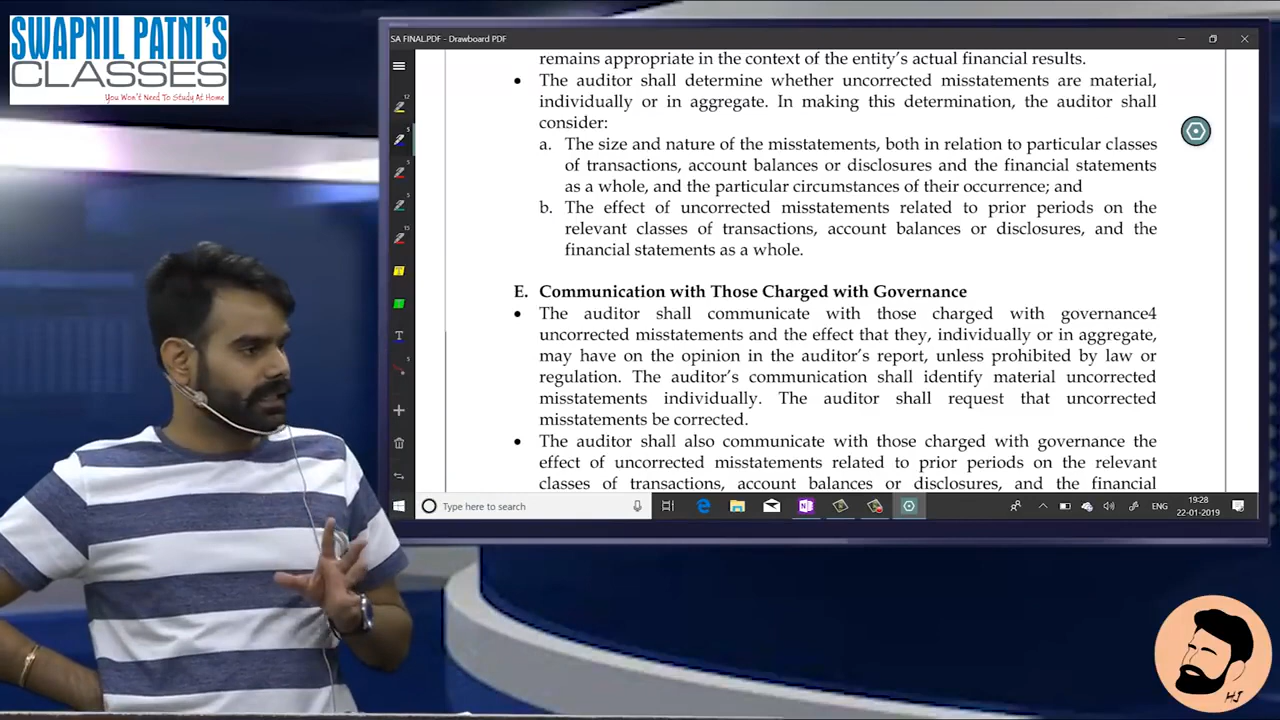 SWAPNIL PATNI'S
CLASSES
You Won't Need To Study At Home
SA FINAL.PDF - Drawboard PDF
remains appropriate in the context of the entity's actual financial results.
• The auditor shall determine whether uncorrected misstatements are material,
individually or in aggregate. In making this determination, the auditor shall
consider:
a. The size and nature of the misstatements, both in relation to particular classes
of transactions, account balances or disclosures and the financial statements
as a whole, and the particular circumstances of their occurrence; and
b. The effect of uncorrected misstatements related to prior periods on the
relevant classes of transactions, account balances or disclosures, and the
financial statements as a whole.
E. Communication with Those Charged with Governance
• The auditor shall communicate with those charged with governance4
uncorrected misstatements and the effect that they, individually or in aggregate,
may have on the opinion in the auditor's report, unless prohibited by law or
regulation. The auditor's communication shall identify material uncorrected
misstatements individually. The auditor shall request that uncorrected
misstatements be corrected.
• The auditor shall also communicate with those charged with governance the
effect of uncorrected misstatements related to prior periods on the relevant
classes of transactions, account balances or disclosures, and the financial
Type here to search
ENG
19:28
22-01-2019
HJ